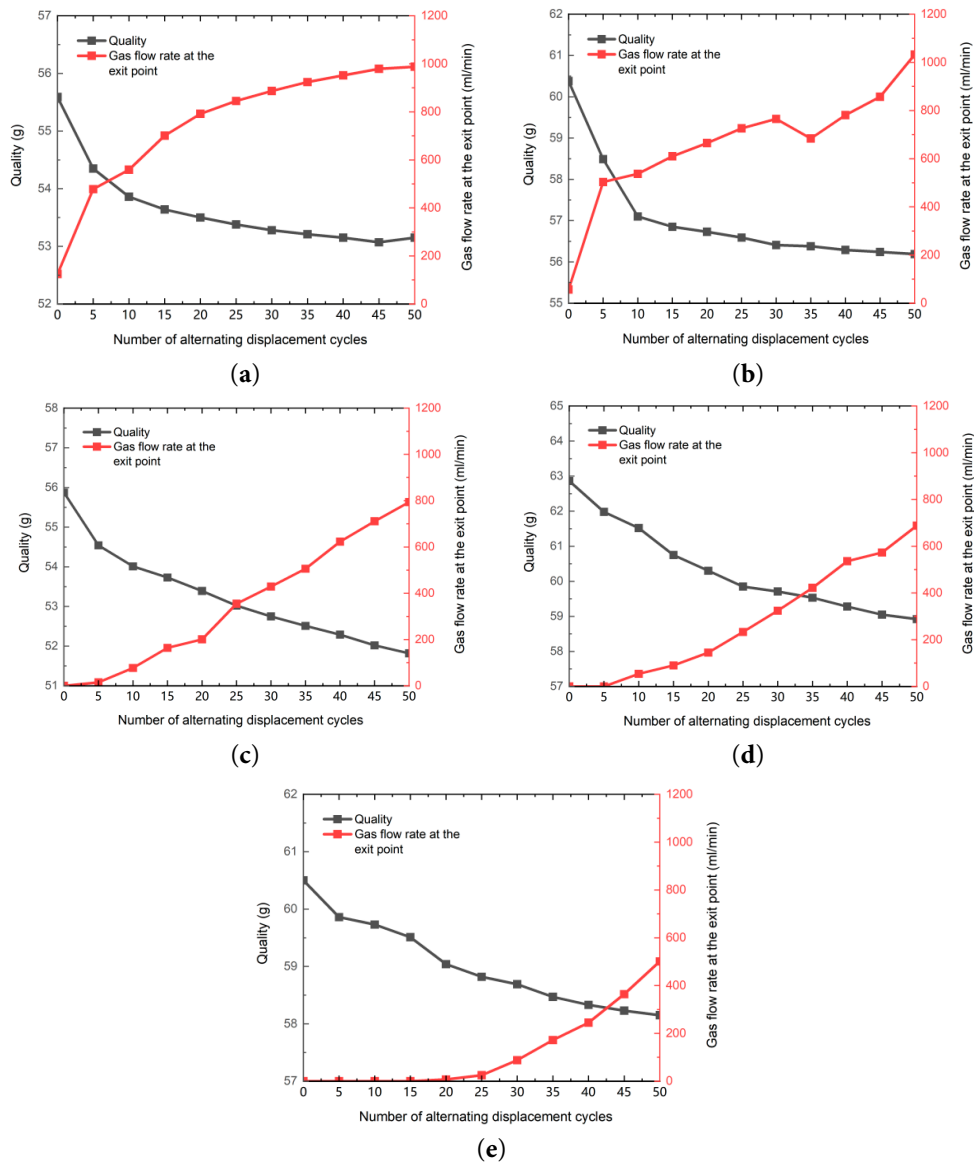 57
56
55
54
53
52
Quality (g)
Quality
Gas flow rate at the
exit point
1200
1000
800
600
400
200
0
Gas flow rate at the exit point (ml/min)
0 5 10 15 20 25 30 35 40 45 50
Number of alternating displacement cycles
(a)
62
61
60
59
58
57
56
55
Quality (g)
Quality
Gas flow rate at the
exit point
1200
1000
800
600
400
200
0
Gas flow rate at the exit point (ml/min)
0 5 10 15 20 25 30 35 40 45 50
Number of alternating displacement cycles
(b)
58
57
56
55
54
53
52
51
Quality (g)
Quality
Gas flow rate at the
exit point
1200
1000
800
600
400
200
0
Gas flow rate at the exit point (ml/min)
0 5 10 15 20 25 30 35 40 45 50
Number of alternating displacement cycles
(c)
65
64
63
62
61
60
59
58
57
Quality (g)
Quality
Gas flow rate at the
exit point
1200
1000
800
600
400
200
0
Gas flow rate at the exit point (ml/min)
0 5 10 15 20 25 30 35 40 45 50
Number of alternating displacement cycles
(d)
62
61
60
59
58
57
Quality (g)
Quality
Gas flow rate at the
exit point
1200
1000
800
600
400
200
0
Gas flow rate at the exit point (ml/min)
0 5 10 15 20 25 30 35 40 45 50
Number of alternating displacement cycles
(e)